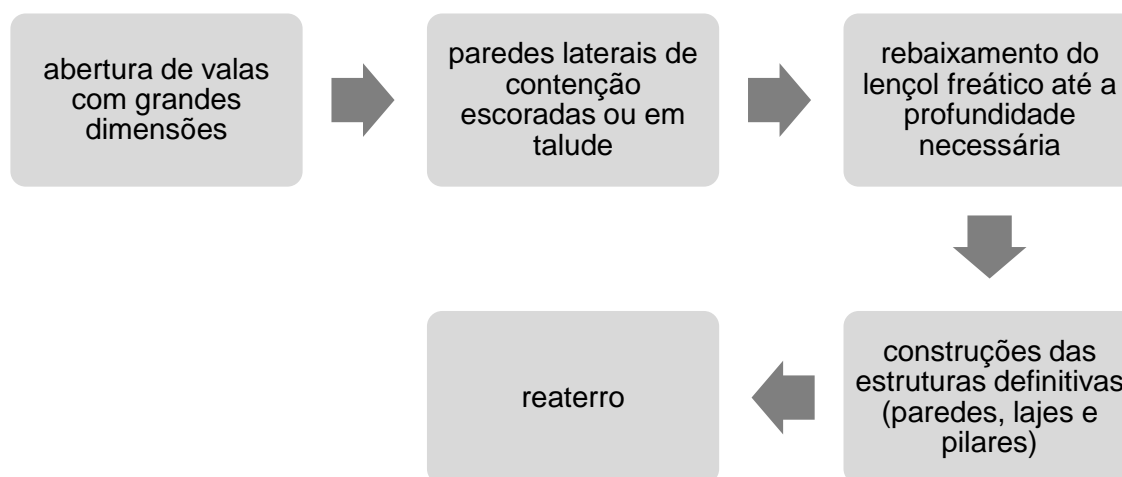 abertura de valas
com grandes
dimensões
paredes laterais de
contenção
escoradas ou em
talude
rebaixamento do
lençol freático até a
profundidade
necessária
construções das
estruturas definitivas
(paredes, lajes e
pilares)
reaterro